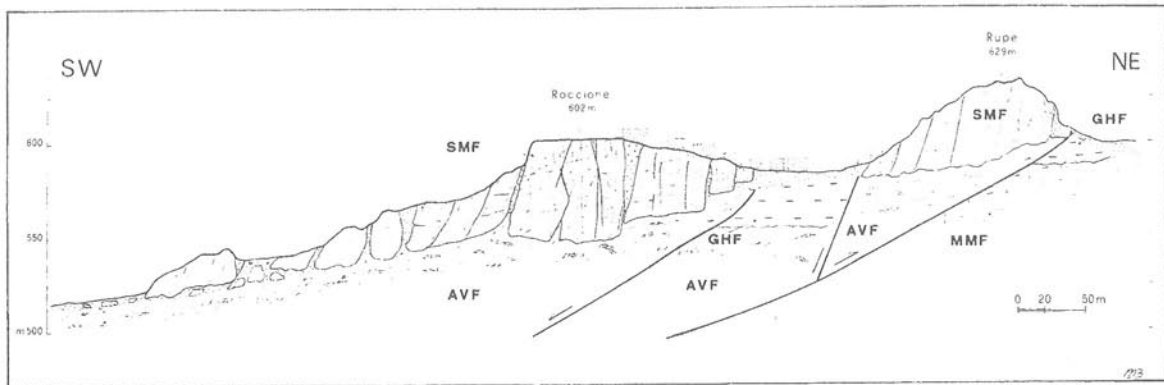 SW
NE
Rupe
629m
Roccione
602m
SMF
SMF
GHF
600
550
m 500
GHF
AVF
MMF
AVF
AVF
0 20 50m